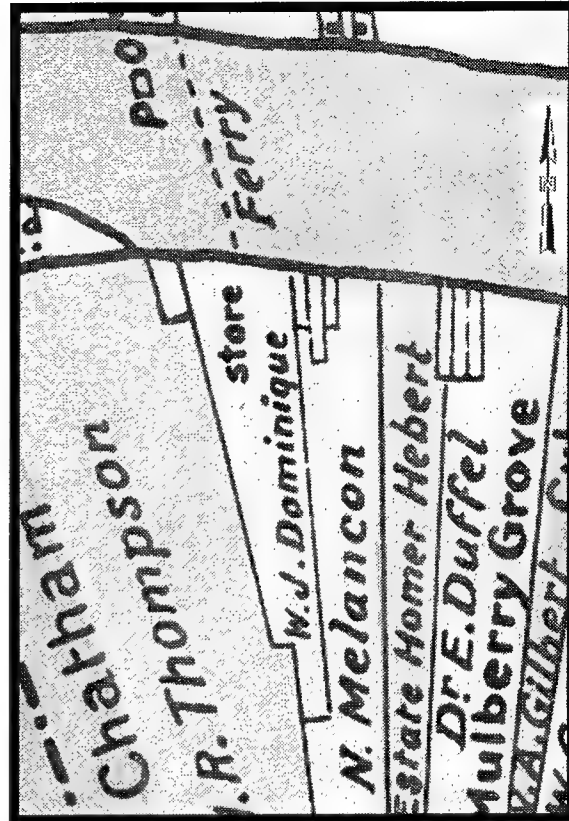 Ferry
store
Chatham
Thompson
W.J. Dominique
N. Melancon
Estate Homer Hebert
Dr. E. Duffel
Mulberry Grove